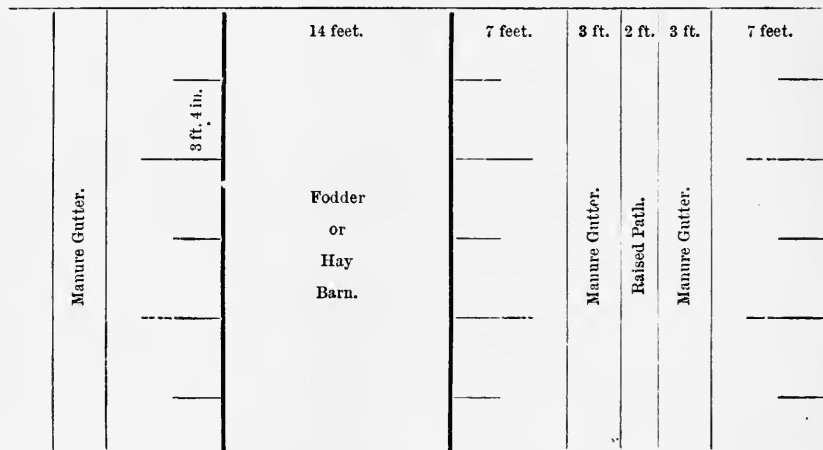 14 feet.
7 feet.
3 ft.
2 ft.
3 ft.
7 feet.
3 ft. 4 in.
Manure Gutter.
Fodder
or
Hay
Barn.
Manure Gutter.
Raised Path.
Manure Gutter.